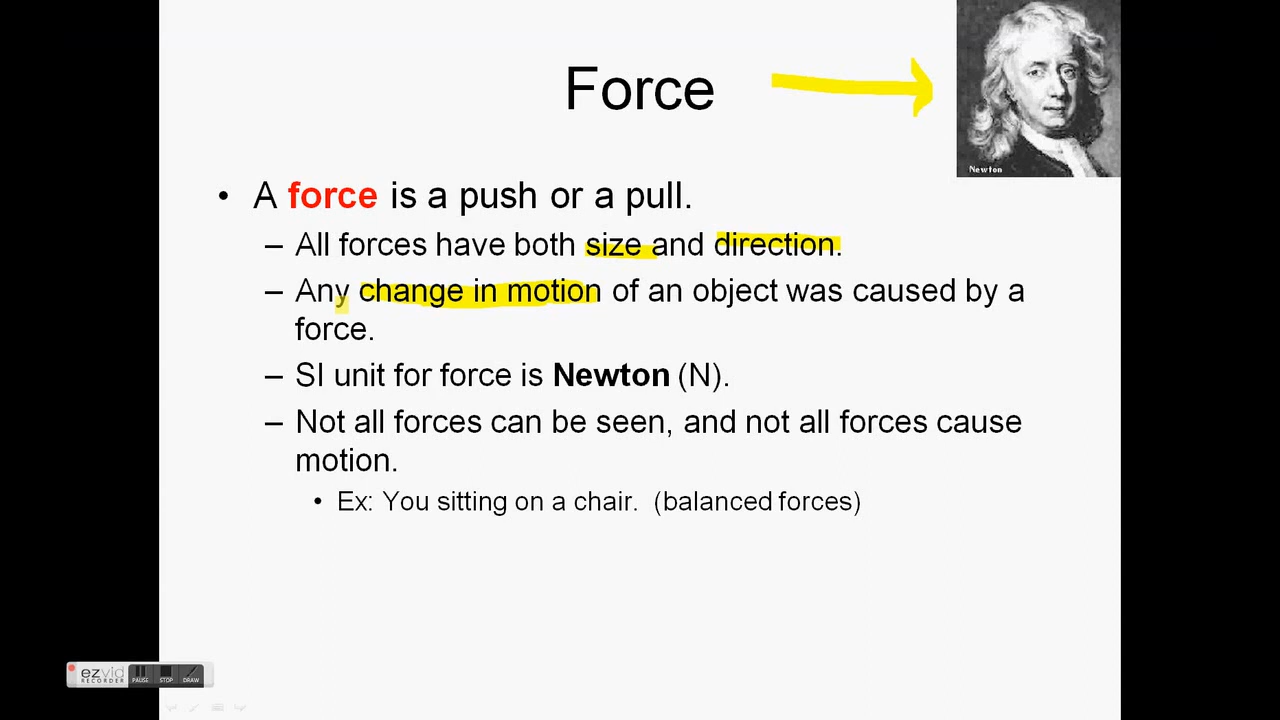 Force
Newton
• A force is a push or a pull.
– All forces have both size and direction.
– Any change in motion of an object was caused by a
force.
– SI unit for force is Newton (N).
– Not all forces can be seen, and not all forces cause
motion.
• Ex: You sitting on a chair. (balanced forces)
ezvid
RECORDER
PAUSE STOP DRAW